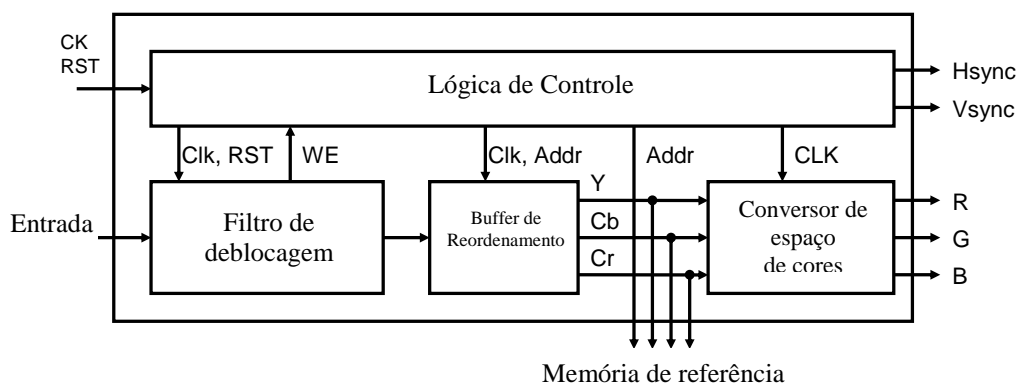 CK
RST
Lógica de Controle
Hsync
Vsync
Clk, RST
WE
Clk, Addr
Addr
CLK
Entrada
Filtro de
deblocagem
Buffer de
Reordenamento
Y
Cb
Cr
Conversor de
espaço
de cores
R
G
B
Memória de referência